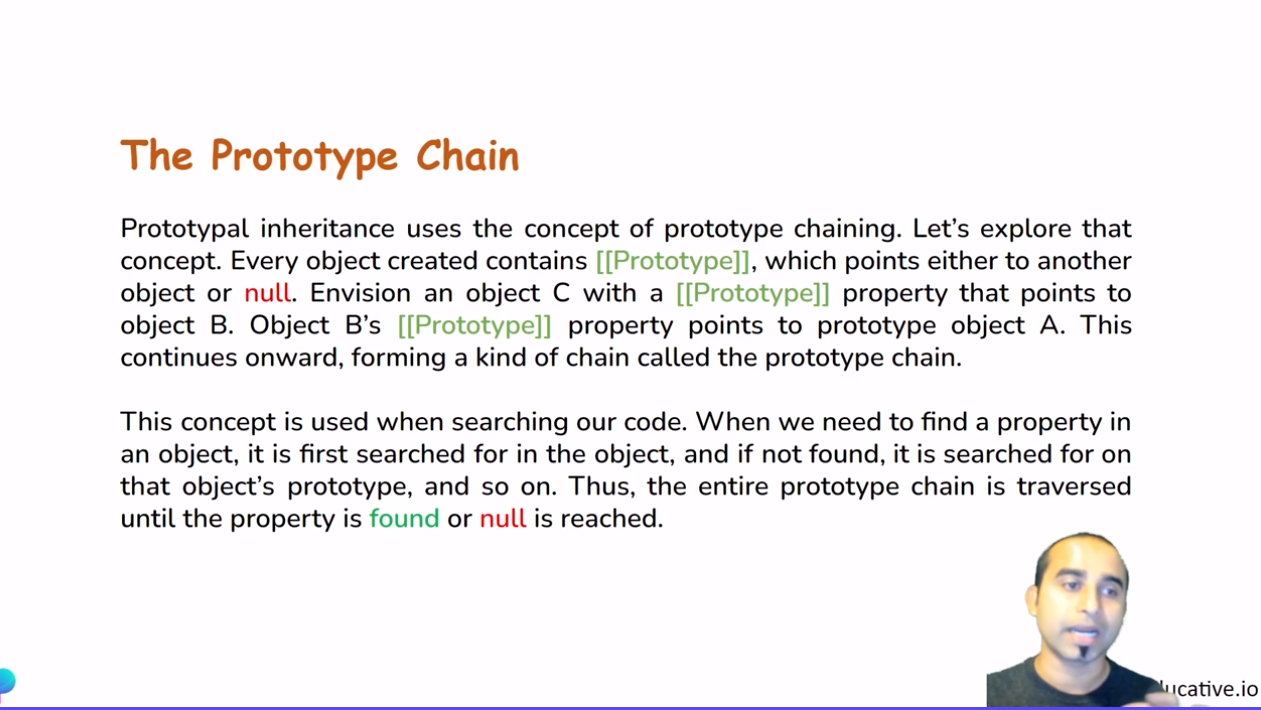 The Prototype Chain
Prototypal inheritance uses the concept of prototype chaining. Let’s explore that
concept. Every object created contains [[Prototype]], which points either to another
object or null. Envision an object C with a [[Prototype]] property that points to
object B. Object B’s [[Prototype]] property points to prototype object A. This
continues onward, forming a kind of chain called the prototype chain.
This concept is used when searching our code. When we need to find a property in
an object, it is first searched for in the object, and if not found, it is searched for on
that object’s prototype, and so on. Thus, the entire prototype chain is traversed
until the property is found or null is reached.
ucative.io